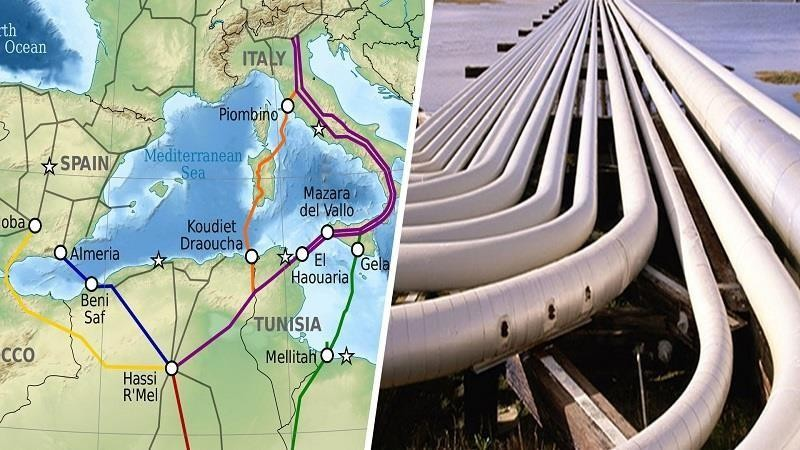 rth
Ocean
ITALY
Piombino
SPAIN
Mediterranean
Sea
Mazara
del Vallo
oba
Koudiet
Draoucha
Almeria
El
Haouaria
Gela
Beni
Saf
TUNISIA
CCO
Mellitah
Hassi
R'Mel